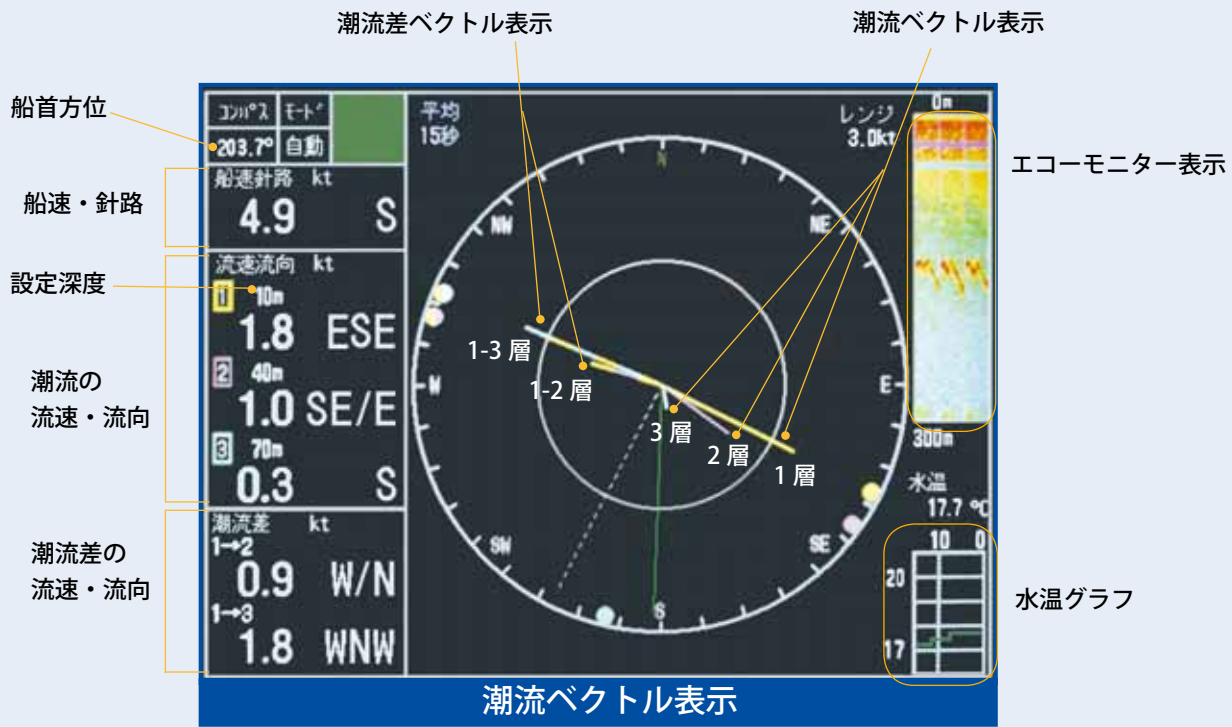 潮流差ベクトル表示
潮流ベクトル表示
船首方位
船速・針路
設定深度
潮流の
流速・流向
潮流差の
流速・流向
コンパス モード
203.7° 自動
船速針路 kt
4.9 S
流速流向 kt
1 10m
1.8 ESE
2 40m
1.0 SE/E
3 70m
0.3 S
潮流差 kt
1→2
0.9 W/N
1→3
1.8 WNW
平均
15秒
レンジ
3.0kt
N
NW
NE
W
E
SW
SE
S
1-3 層
1-2 層
3 層
2 層
1 層
0m
300m
水温
17.7 ℃
10 0
20
17
エコーモニター表示
水温グラフ
潮流ベクトル表示